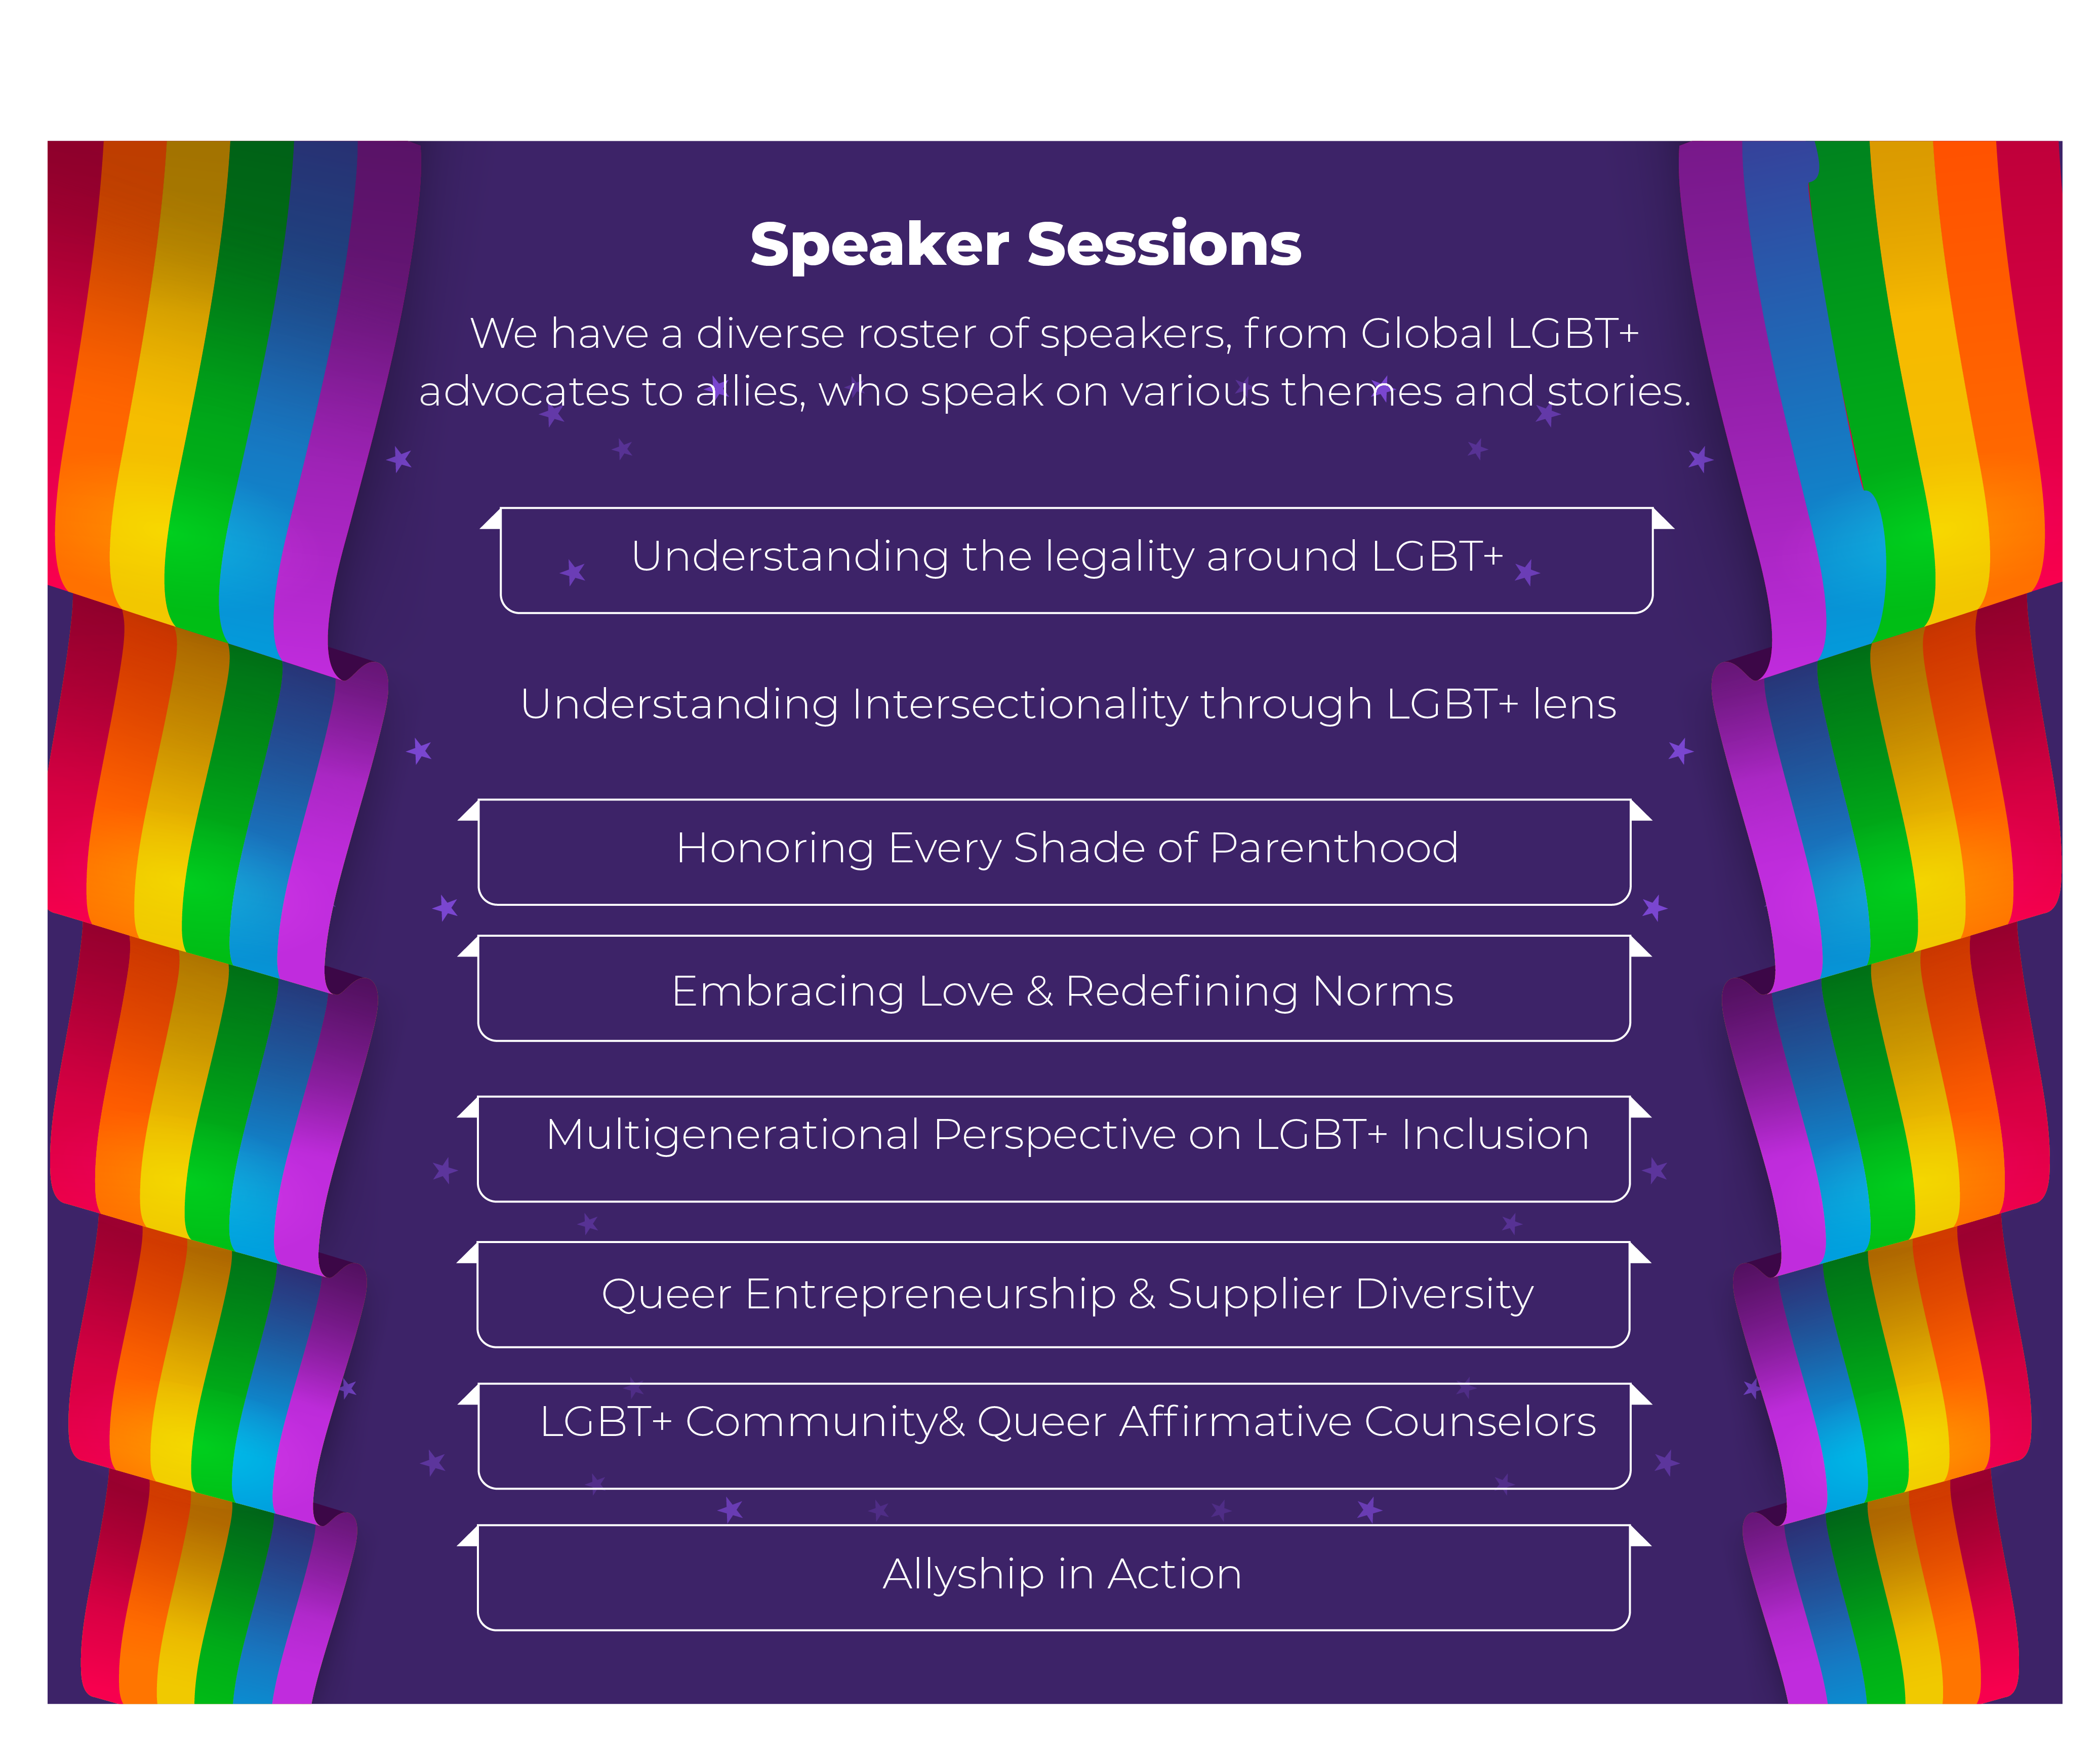 Speaker Sessions
We have a diverse roster of speakers, from Global LGBT+
advocates to allies, who speak on various themes and stories.
Understanding the legality around LGBT+
Understanding Intersectionality through LGBT+ lens
Honoring Every Shade of Parenthood
Embracing Love & Redefining Norms
Multigenerational Perspective on LGBT+ Inclusion
Queer Entrepreneurship & Supplier Diversity
LGBT+ Community& Queer Affirmative Counselors
Allyship in Action